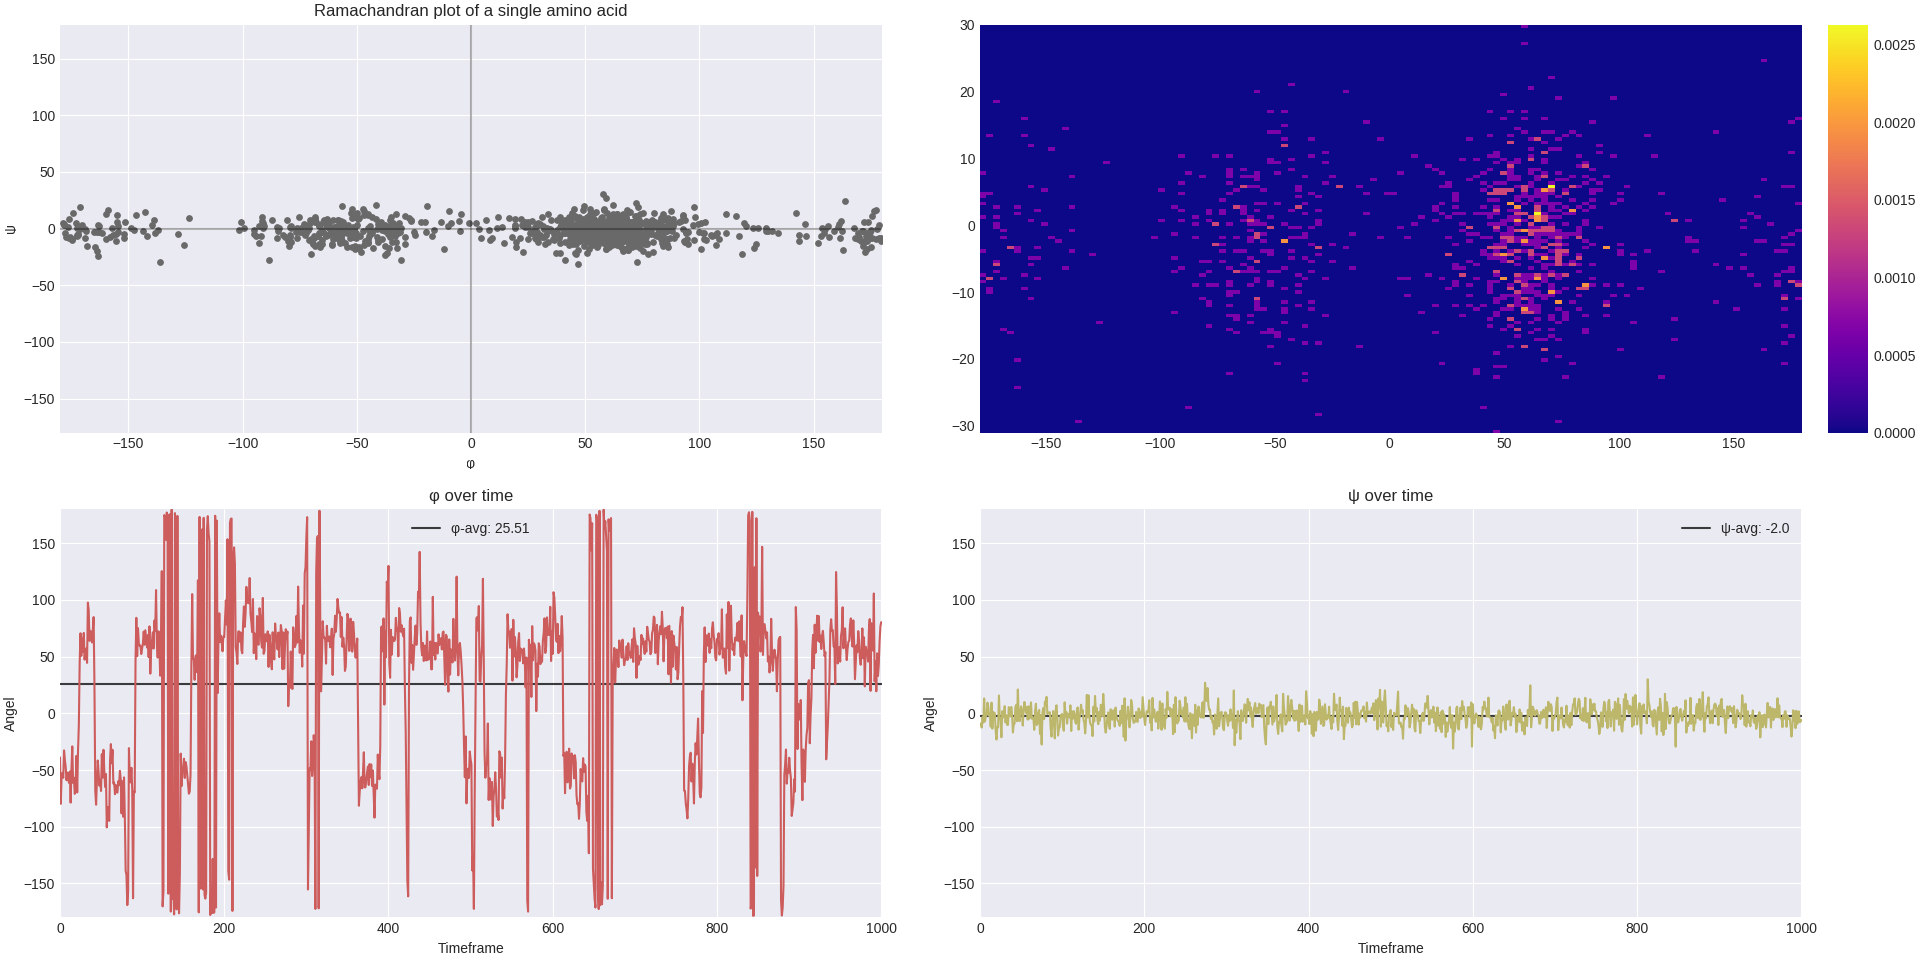 Ramachandran plot of a single amino acid
150
100
50
0
−50
−100
−150
ψ
−150 −100 −50 0 50 100 150
φ
30
20
10
0
−10
−20
−30
−150 −100 −50 0 50 100 150
0.0025
0.0020
0.0015
0.0010
0.0005
0.0000
φ over time
φ-avg: 25.51
150
100
50
0
−50
−100
−150
Angel
0 200 400 600 800 1000
Timeframe
ψ over time
ψ-avg: -2.0
150
100
50
0
−50
−100
−150
Angel
0 200 400 600 800 1000
Timeframe